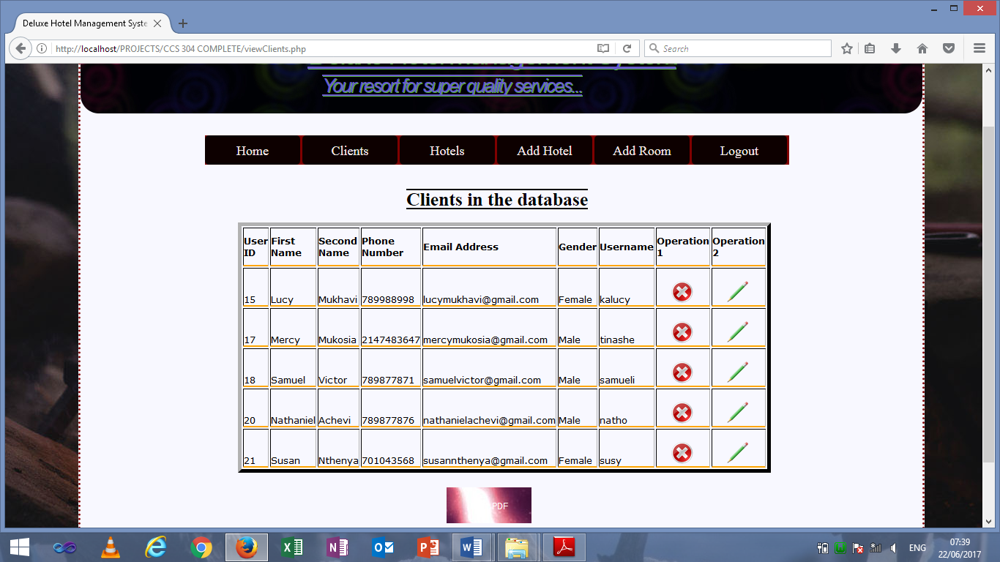 Deluxe Hotel Management Syste
http://localhost/PROJECTS/CCS 304 COMPLETE/viewClients.php
Search
Deluxe Hotel Management System
Your resort for super quality services...
Home Clients Hotels Add Hotel Add Room Logout
Clients in the database
User ID First Name Second Name Phone Number Email Address Gender Username Operation 1 Operation 2
15 Lucy Mukhavi 789988998 lucymukhavi@gmail.com Female kalucy
17 Mercy Mukosia 2147483647 mercymukosia@gmail.com Male tinashe
18 Samuel Victor 789877871 samuelvictor@gmail.com Male samueli
20 Nathaniel Achevi 789877876 nathanielachevi@gmail.com Male natho
21 Susan Nthenya 701043568 susannthenya@gmail.com Female susy
PDF
ENG
07:39
22/06/2017